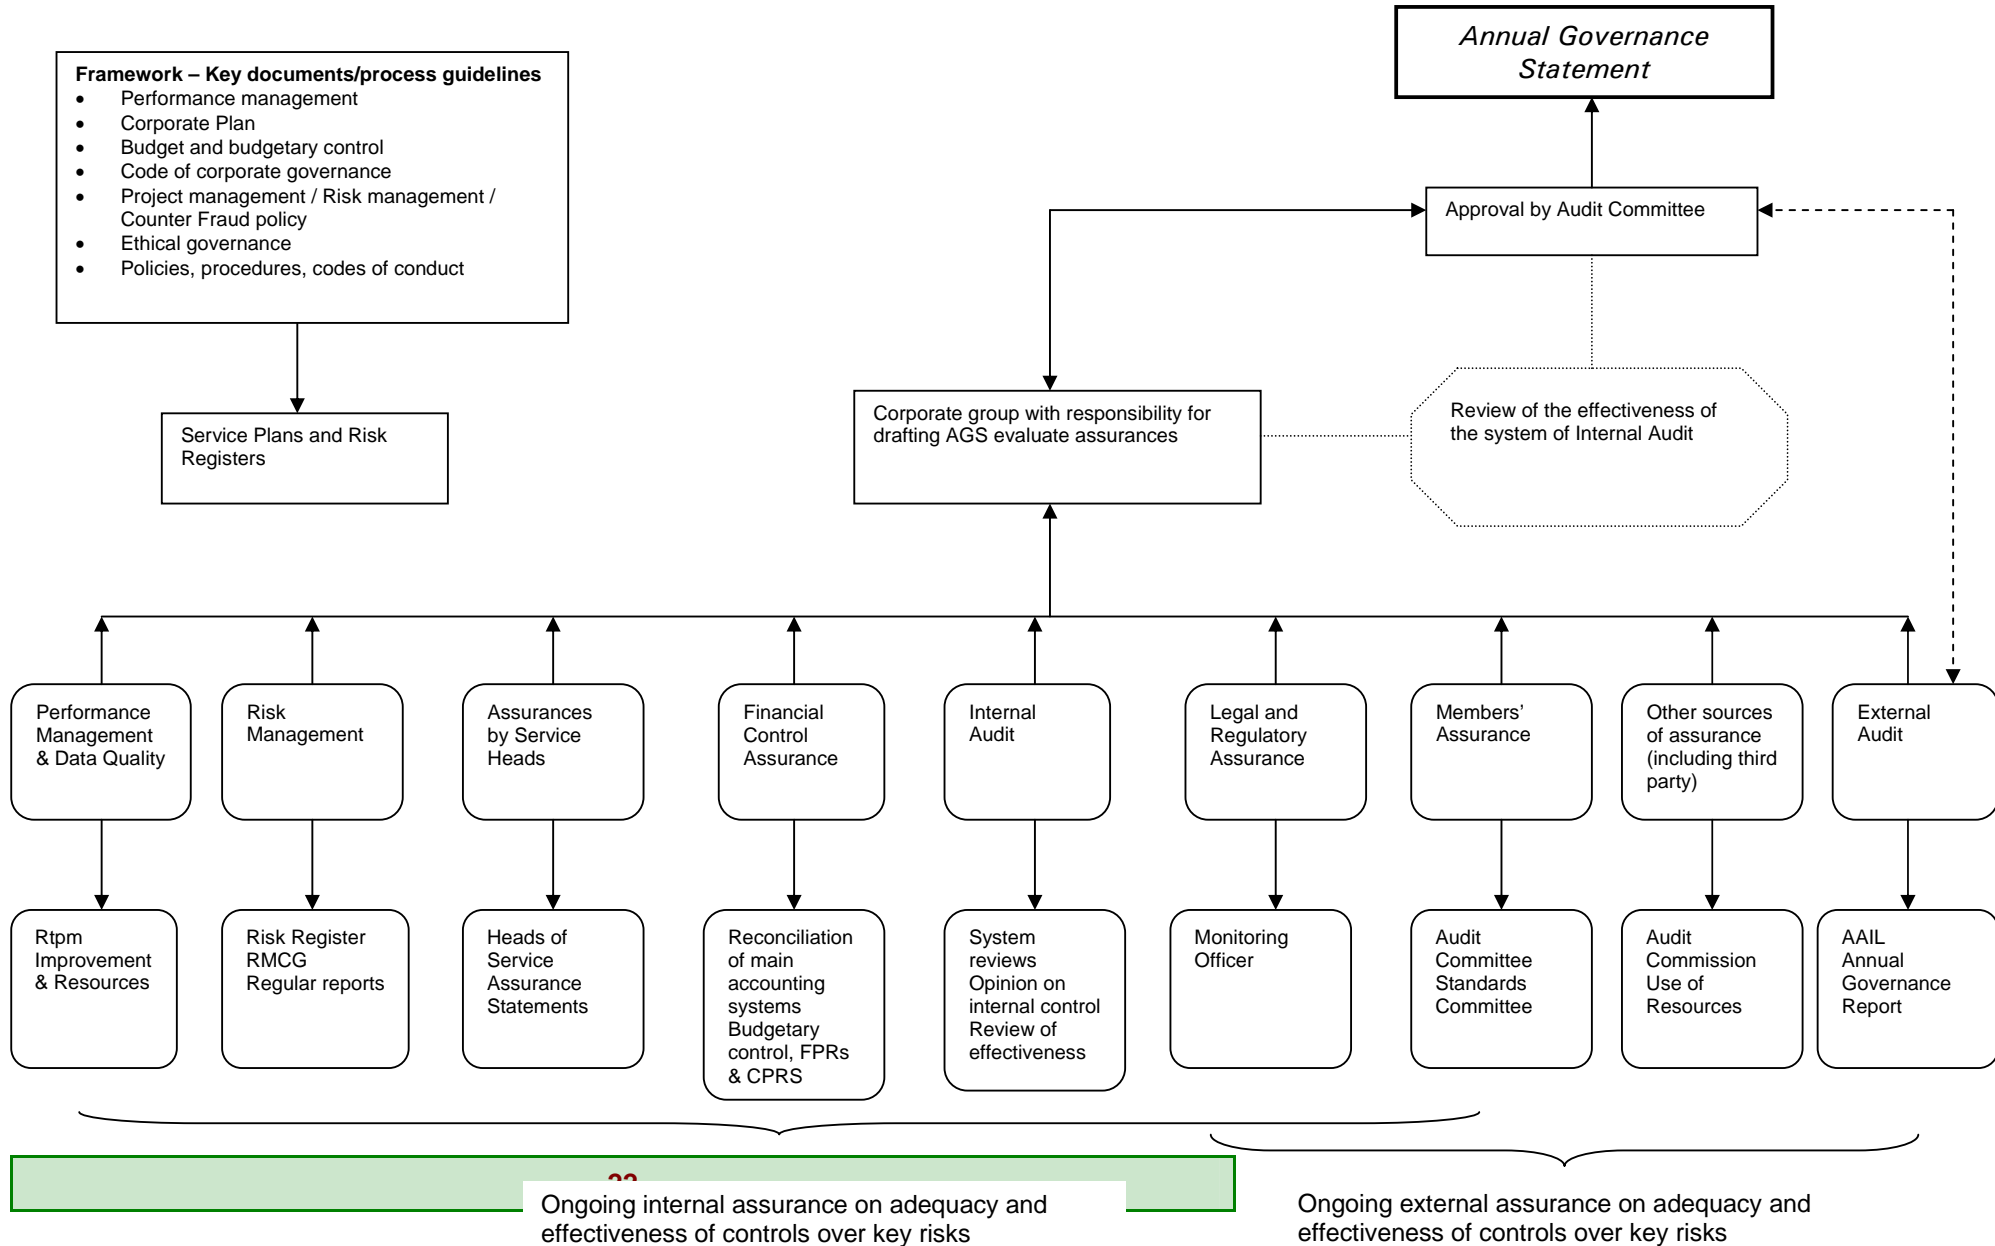 Annual Governance
Statement
Framework – Key documents/process guidelines
• Performance management
• Corporate Plan
• Budget and budgetary control
• Code of corporate governance
• Project management / Risk management /
Counter Fraud policy
• Ethical governance
• Policies, procedures, codes of conduct
Approval by Audit Committee
Service Plans and Risk
Registers
Corporate group with responsibility for
drafting AGS evaluate assurances
Review of the effectiveness of
the system of Internal Audit
Performance
Management
& Data Quality
Risk
Management
Assurances
by Service
Heads
Financial
Control
Assurance
Internal
Audit
Legal and
Regulatory
Assurance
Members’
Assurance
Other sources
of assurance
(including third
party)
External
Audit
Rtpm
Improvement
& Resources
Risk Register
RMCG
Regular reports
Heads of
Service
Assurance
Statements
Reconciliation
of main
accounting
systems
Budgetary
control, FPRs
& CPRS
System
reviews
Opinion on
internal control
Review of
effectiveness
Monitoring
Officer
Audit
Committee
Standards
Committee
Audit
Commission
Use of
Resources
AAIL
Annual
Governance
Report
Ongoing internal assurance on adequacy and
effectiveness of controls over key risks
Ongoing external assurance on adequacy and
effectiveness of controls over key risks